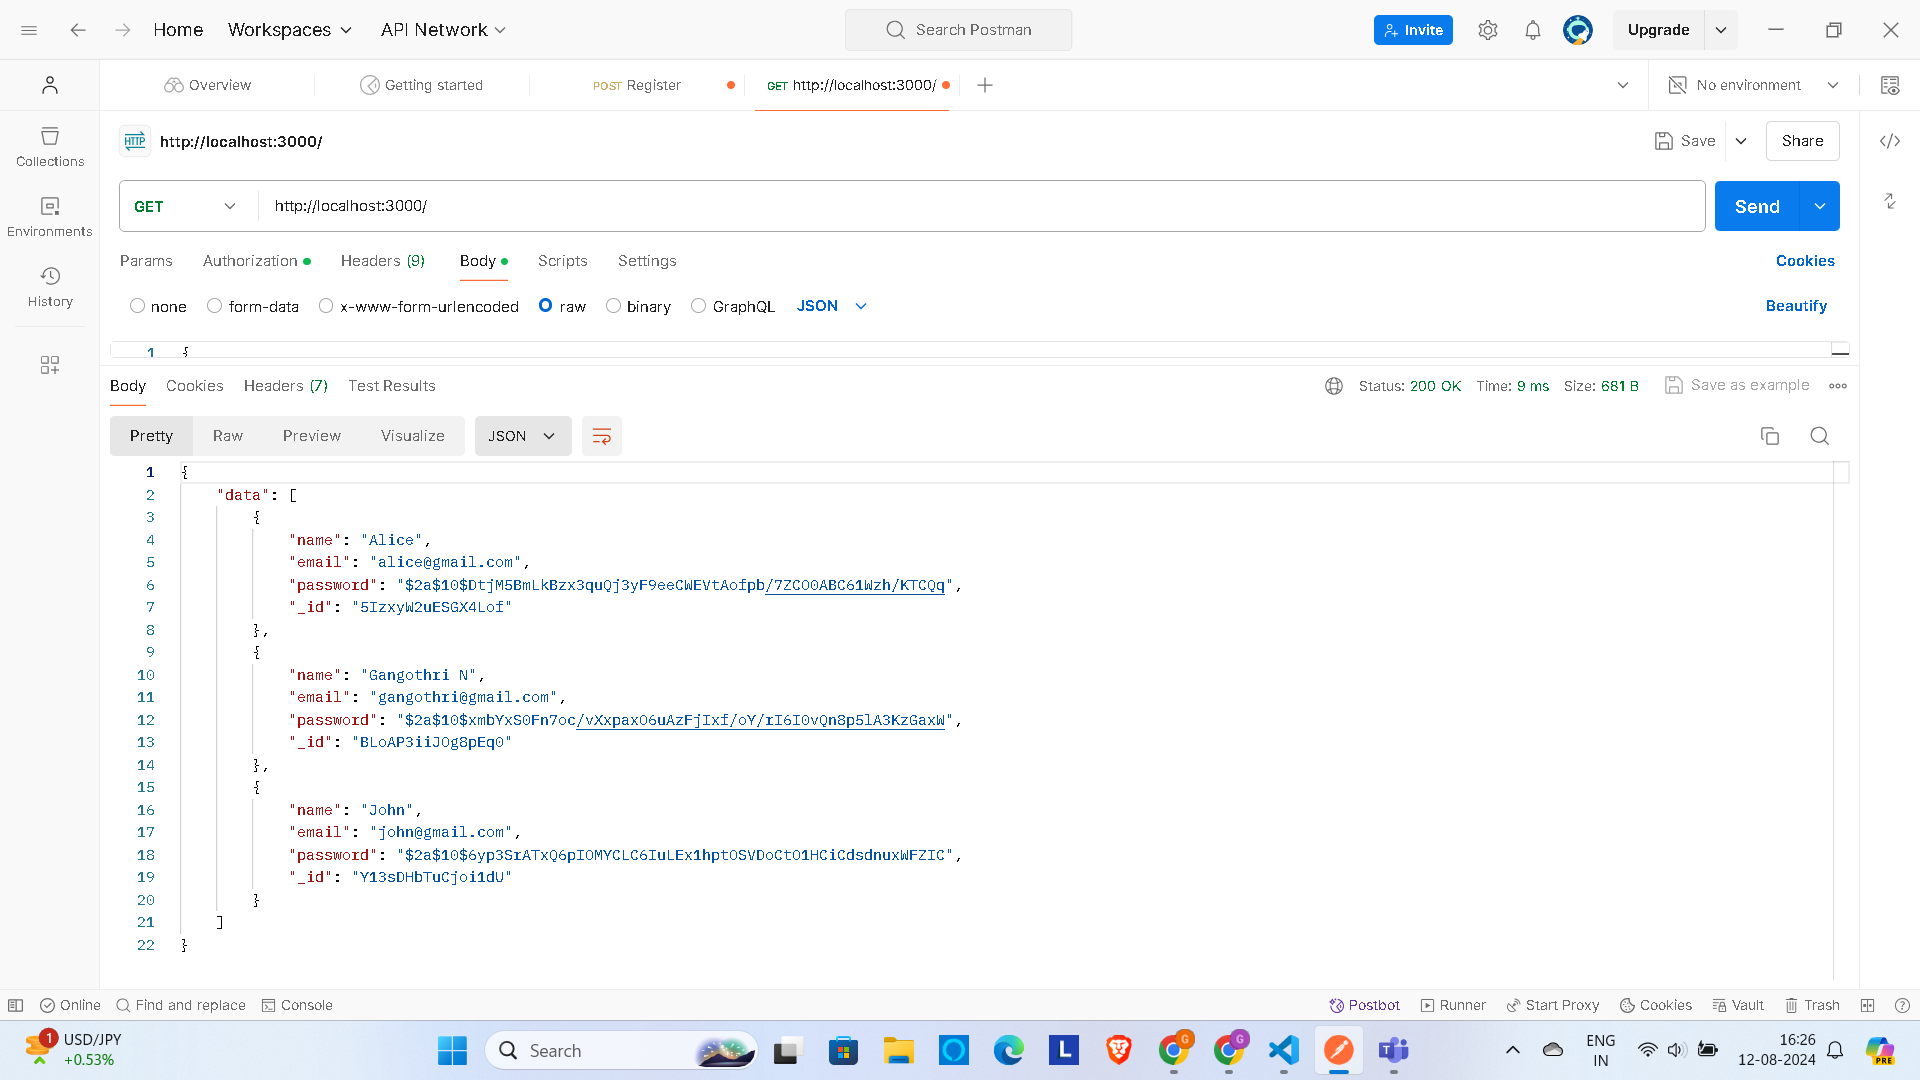 Home Workspaces API Network Search Postman Invite Upgrade
Overview Getting started POST Register GET http://localhost:3000/ No environment
HTTP http://localhost:3000/ Save Share
GET http://localhost:3000/ Send
Collections
Environments
History
Params Authorization Headers (9) Body Scripts Settings Cookies
none form-data x-www-form-urlencoded raw binary GraphQL JSON Beautify
1 {
Body Cookies Headers (7) Test Results Status: 200 OK Time: 9 ms Size: 681 B Save as example
Pretty Raw Preview Visualize JSON
1 {
2 "data": [
3 {
4 "name": "Alice",
5 "email": "alice@gmail.com",
6 "password": "$2a$10$DtjM5BmLkBzx3quQj3yF9eeCWEVtAofpb/7ZCO0ABC61Wzh/KTCQq",
7 "_id": "5IzxyW2uESGX4Lof"
8 },
9 {
10 "name": "Gangothri N",
11 "email": "gangothri@gmail.com",
12 "password": "$2a$10$xmbYxS0Fn7oc/vXxpaxO6uAzFjIxf/oY/rI6I0vQn8p5lA3KzGaxW",
13 "_id": "BLoAP3iiJOg8pEq0"
14 },
15 {
16 "name": "John",
17 "email": "john@gmail.com",
18 "password": "$2a$10$6yp3SrATxQ6pIOMYCLC6IuLEx1hptOSVDoCtO1HCiCdsdnuxWFZIC",
19 "_id": "Y13sDHbTuCjoi1dU"
20 }
21 ]
22 }
Online Find and replace Console Postbot Runner Start Proxy Cookies Vault Trash
1 USD/JPY
+0.53%
Search
L
G
G
ENG
IN
16:26
12-08-2024
PRE